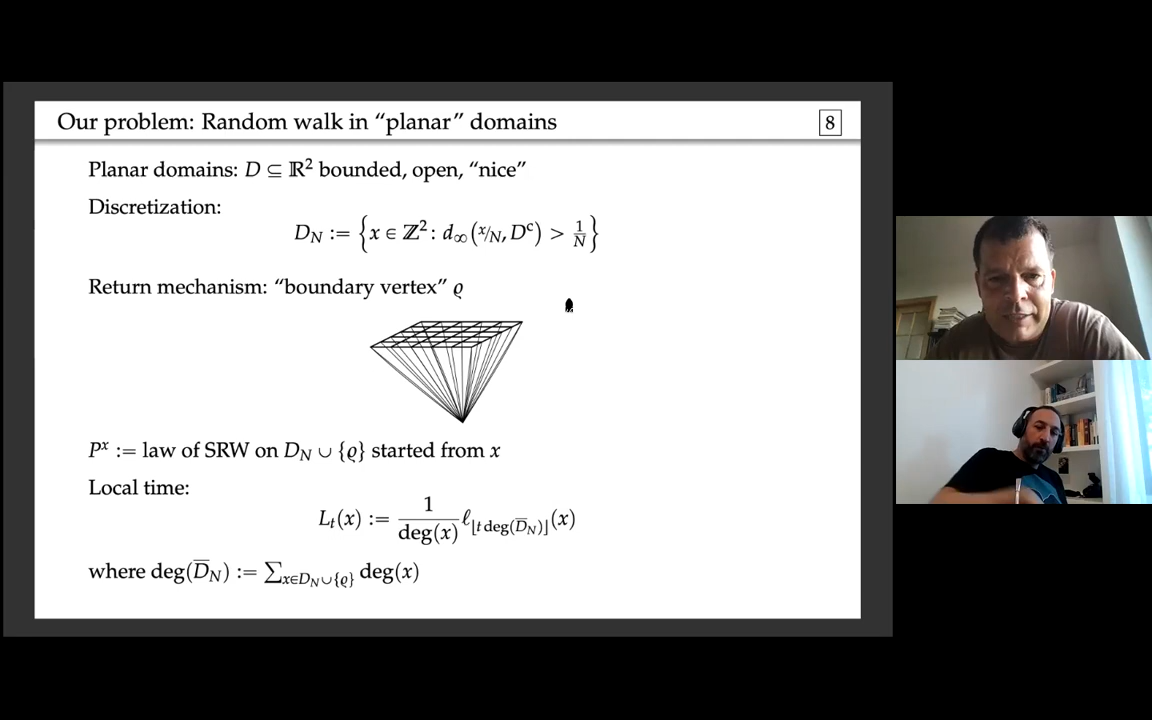 Our problem: Random walk in “planar” domains 8
Planar domains: D ⊆ ℝ² bounded, open, “nice”
Discretization:
D_N := {x ∈ ℤ² : d_∞(x/N, D^c) > 1/N}
Return mechanism: “boundary vertex” ϱ
P^x := law of SRW on D_N ∪ {ϱ} started from x
Local time:
L_t(x) := 1/deg(x) ℓ_{⌊t deg(D̅_N)⌋}(x)
where deg(D̅_N) := ∑_{x∈D_N∪{ϱ}} deg(x)